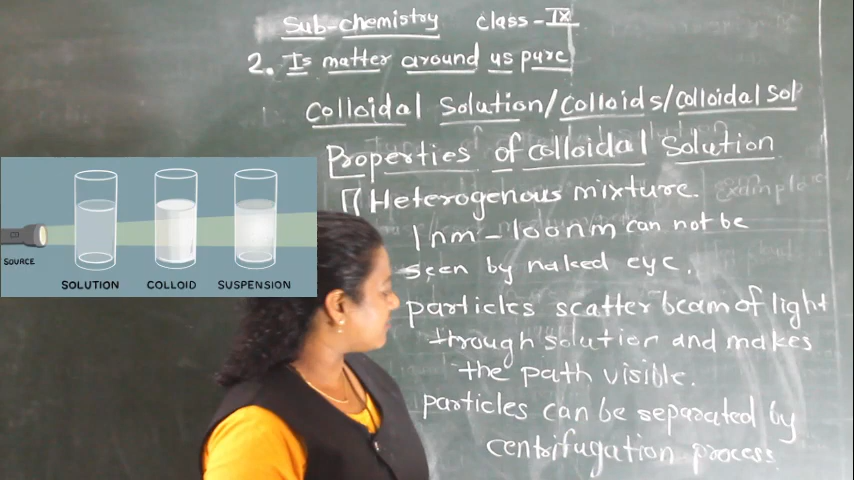 Sub-chemistry class-IX
2. Is matter around us pure
Colloidal Solution/Colloids/Colloidal Sol
Properties of colloidal Solution
Heterogenous mixture.
1nm-100nm can not be
seen by naked eye.
particles scatter beam of light
through solution and makes
the path visible.
particles can be separated by
centrifugation process.
SOURCE
SOLUTION COLLOID SUSPENSION